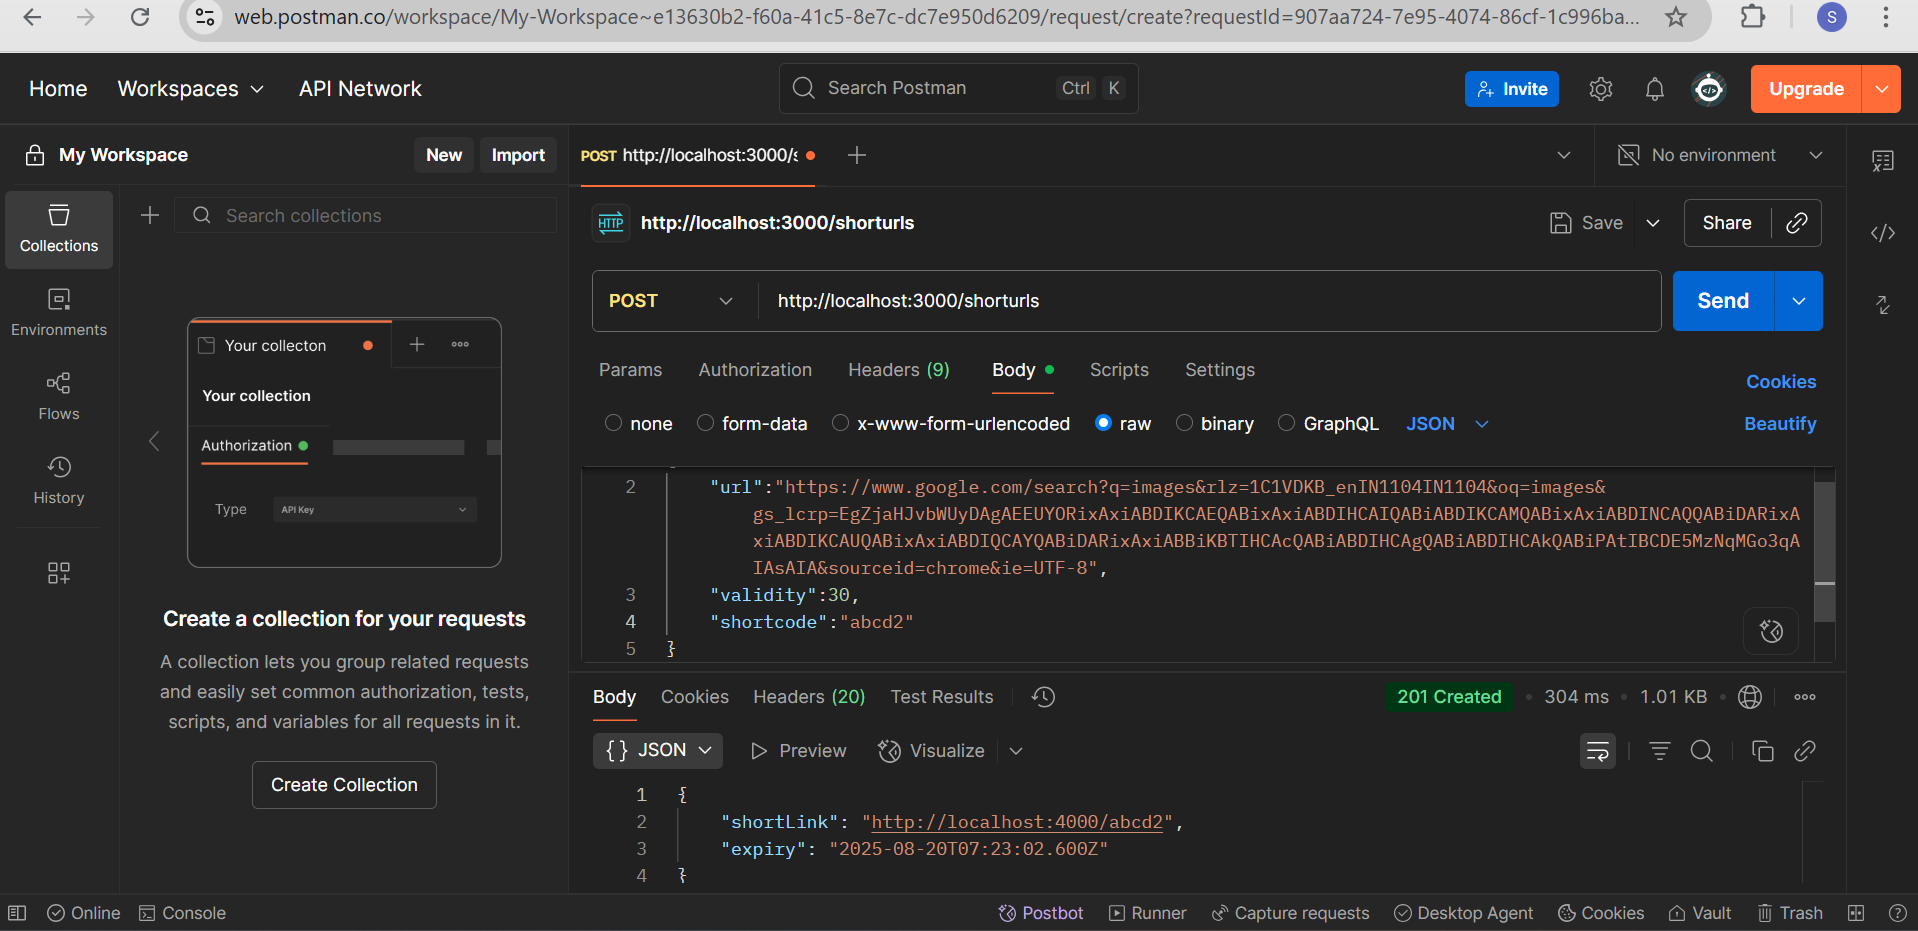 web.postman.co/workspace/My-Workspace~e13630b2-f60a-41c5-8e7c-dc7e950d6209/request/create?requestId=907aa724-7e95-4074-86cf-1c996ba...
S
Home
Workspaces
API Network
Search Postman
Ctrl
K
Invite
Upgrade
My Workspace
New
Import
POST http://localhost:3000/s
No environment
Collections
Environments
Flows
History
Search collections
Your collecton
Your collection
Authorization
Type
API Key
Create a collection for your requests
A collection lets you group related requests
and easily set common authorization, tests,
scripts, and variables for all requests in it.
Create Collection
HTTP
http://localhost:3000/shorturls
Save
Share
POST
http://localhost:3000/shorturls
Send
Params
Authorization
Headers (9)
Body
Scripts
Settings
Cookies
none
form-data
x-www-form-urlencoded
raw
binary
GraphQL
JSON
Beautify
2 "url":"https://www.google.com/search?q=images&rlz=1C1VDKB_enIN1104IN1104&oq=images&
gs_lcrp=EgZjaHJvbWUyDAgAEEUYORixAxiABDIKCAEQABixAxiABDIHCAIQABiABDIKCAMQABixAxiABDINCAQQABiDARixA
xiABDIKCAUQABixAxiABDIQCAYQABiDARixAxiABBiKBTIHCAcQABiABDIHCAgQABiABDIHCAkQABiPAtIBCDE5MzNqMGo3qA
IAsAIA&sourceid=chrome&ie=UTF-8",
3 "validity":30,
4 "shortcode":"abcd2"
5 }
Body
Cookies
Headers (20)
Test Results
201 Created
304 ms
1.01 KB
{} JSON
Preview
Visualize
1 {
2 "shortLink": "http://localhost:4000/abcd2",
3 "expiry": "2025-08-20T07:23:02.600Z"
4 }
Online
Console
Postbot
Runner
Capture requests
Desktop Agent
Cookies
Vault
Trash